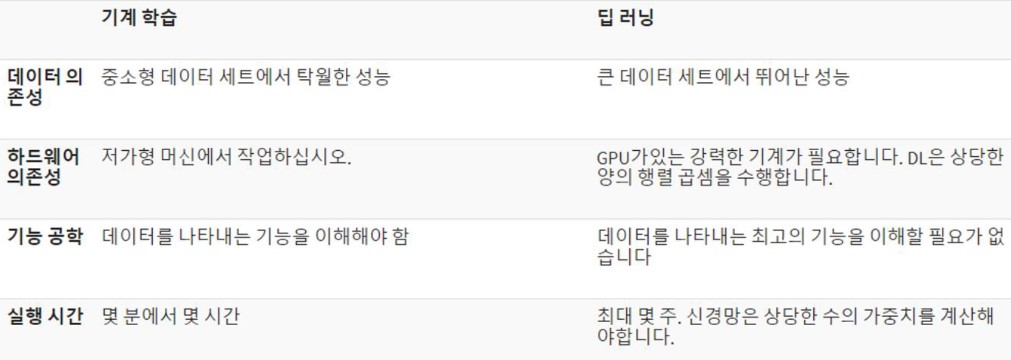 기계 학습 딥 러닝
데이터 의 중소형 데이터 세트에서 탁월한 성능 큰 데이터 세트에서 뛰어난 성능
존성
하드웨어 저가형 머신에서 작업하십시오. GPU가있는 강력한 기계가 필요합니다. DL은 상당한
의존성 양의 행렬 곱셈을 수행합니다.
기능 공학 데이터를 나타내는 기능을 이해해야 함 데이터를 나타내는 최고의 기능을 이해할 필요가 없
습니다
실행 시간 몇 분에서 몇 시간 최대 몇 주. 신경망은 상당한 수의 가중치를 계산해
야합니다.